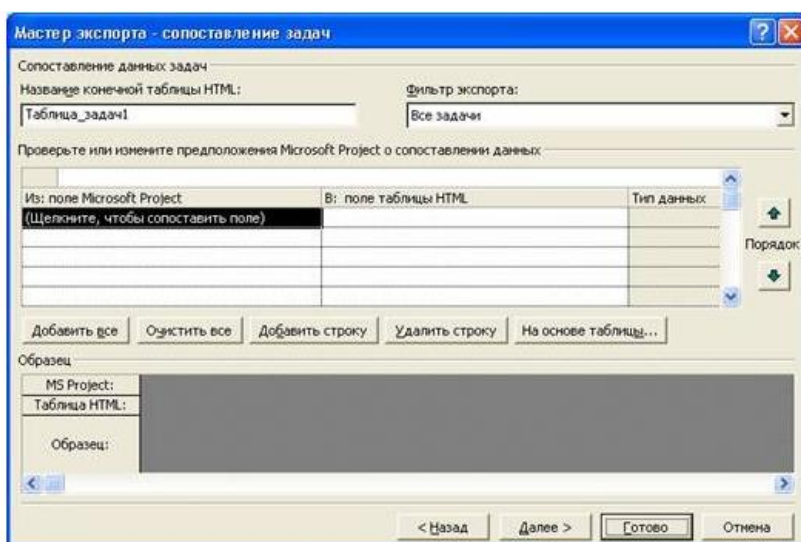 Мастер экспорта - сопоставление задач
Сопоставление данных задач
Название конечной таблицы HTML:
Фильтр экспорта:
Таблица_задач1
Все задачи
Проверьте или измените предположения Microsoft Project о сопоставлении данных
Из: поле Microsoft Project
В: поле таблицы HTML
Тип данных
(Щелкните, чтобы сопоставить поле)
Порядок
Добавить все
Очистить все
Добавить строку
Удалить строку
На основе таблицы...
Образец
MS Project:
Таблица HTML:
Образец:
< Назад
Далее >
Готово
Отмена